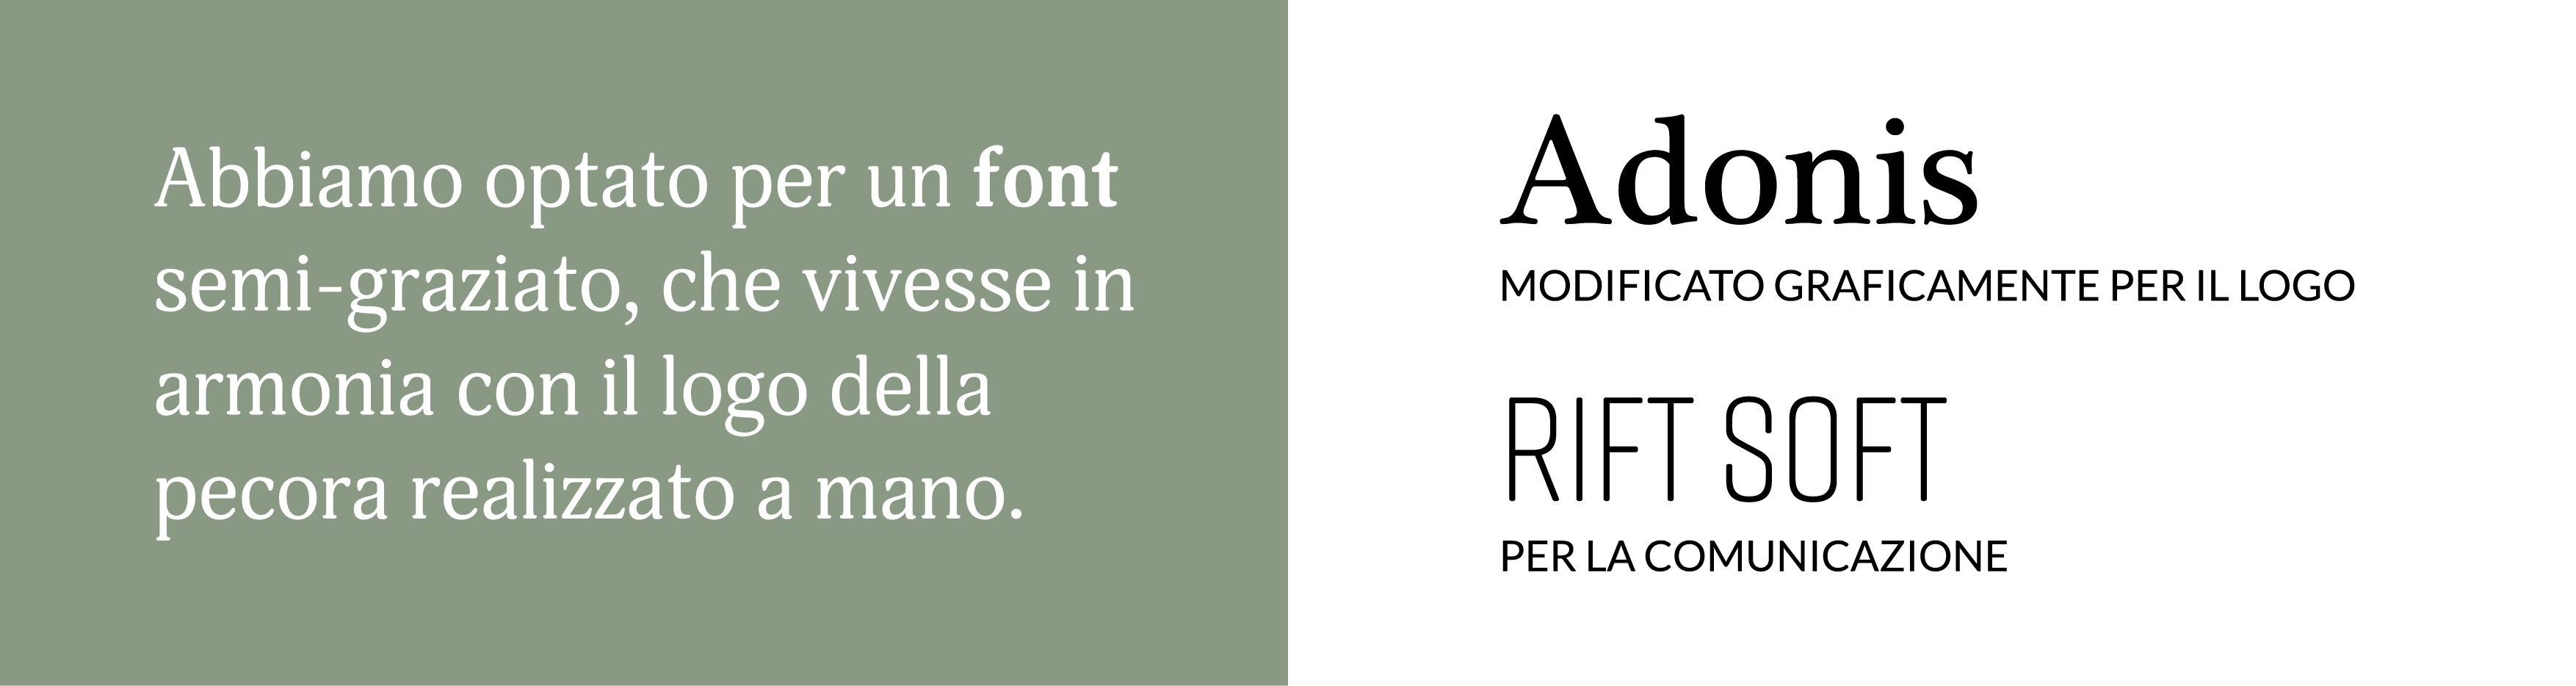 Abbiamo optato per un font
semi-graziato, che vivesse in
armonia con il logo della
pecora realizzato a mano.
Adonis
MODIFICATO GRAFICAMENTE PER IL LOGO
RIFT SOFT
PER LA COMUNICAZIONE